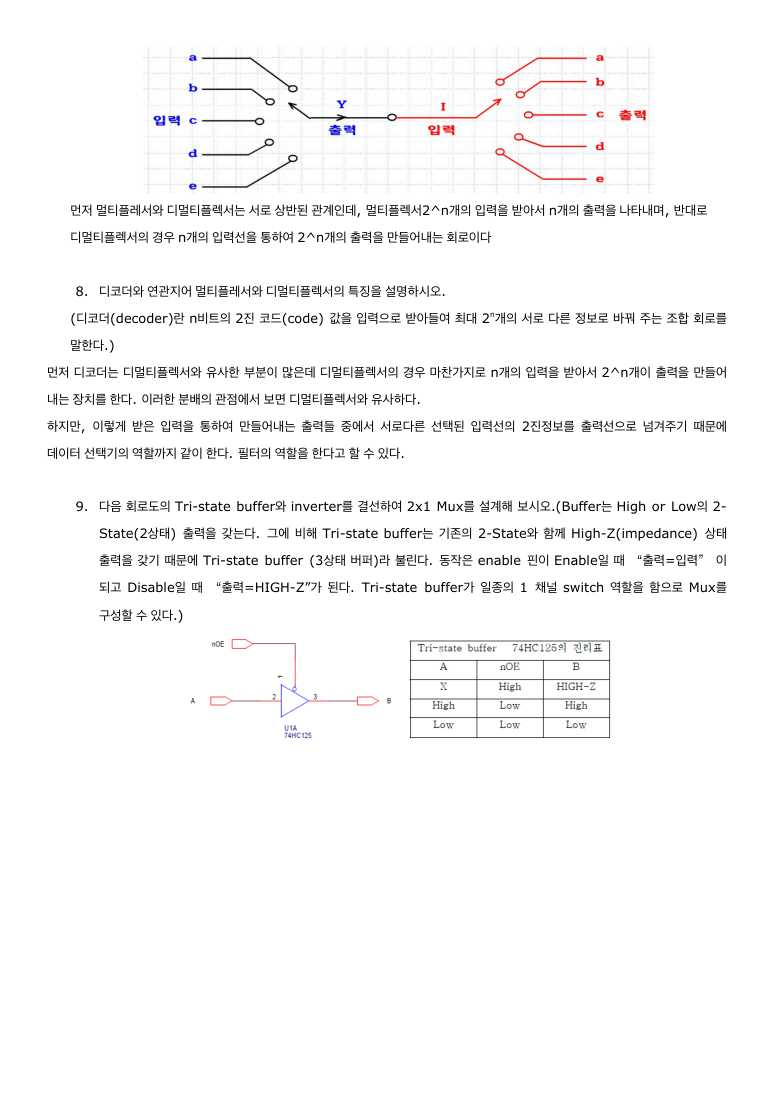 a a
b b
Y I
입력 c c 출력
출력 입력
d d
e e
먼저 멀티플레서와 디멀티플렉서는 서로 상반된 관계인데, 멀티플렉서2^n개의 입력을 받아서 n개의 출력을 나타내며, 반대로
디멀티플렉서의 경우 n개의 입력선을 통하여 2^n개의 출력을 만들어내는 회로이다
8. 디코더와 연관지어 멀티플레서와 디멀티플렉서의 특징을 설명하시오.
(디코더(decoder)란 n비트의 2진 코드(code) 값을 입력으로 받아들여 최대 2ⁿ개의 서로 다른 정보로 바꿔 주는 조합 회로를
말한다.)
먼저 디코더는 디멀티플렉서와 유사한 부분이 많은데 디멀티플렉서의 경우 마찬가지로 n개의 입력을 받아서 2^n개이 출력을 만들어
내는 장치를 한다. 이러한 분배의 관점에서 보면 디멀티플렉서와 유사하다.
하지만, 이렇게 받은 입력을 통하여 만들어내는 출력들 중에서 서로다른 선택된 입력선의 2진정보를 출력선으로 넘겨주기 때문에
데이터 선택기의 역할까지 같이 한다. 필터의 역할을 한다고 할 수 있다.
9. 다음 회로도의 Tri-state buffer와 inverter를 결선하여 2x1 Mux를 설계해 보시오.(Buffer는 High or Low의 2-
State(2상태) 출력을 갖는다. 그에 비해 Tri-state buffer는 기존의 2-State와 함께 High-Z(impedance) 상태
출력을 갖기 때문에 Tri-state buffer (3상태 버퍼)라 불린다. 동작은 enable 핀이 Enable일 때 “출력=입력” 이
되고 Disable일 때 “출력=HIGH-Z”가 된다. Tri-state buffer가 일종의 1 채널 switch 역할을 함으로 Mux를
구성할 수 있다.)
nOE
1
A 2 3 B
U1A
74HC125
Tri-state buffer 74HC125의 진리표
A nOE B
X High HIGH-Z
High Low High
Low Low Low